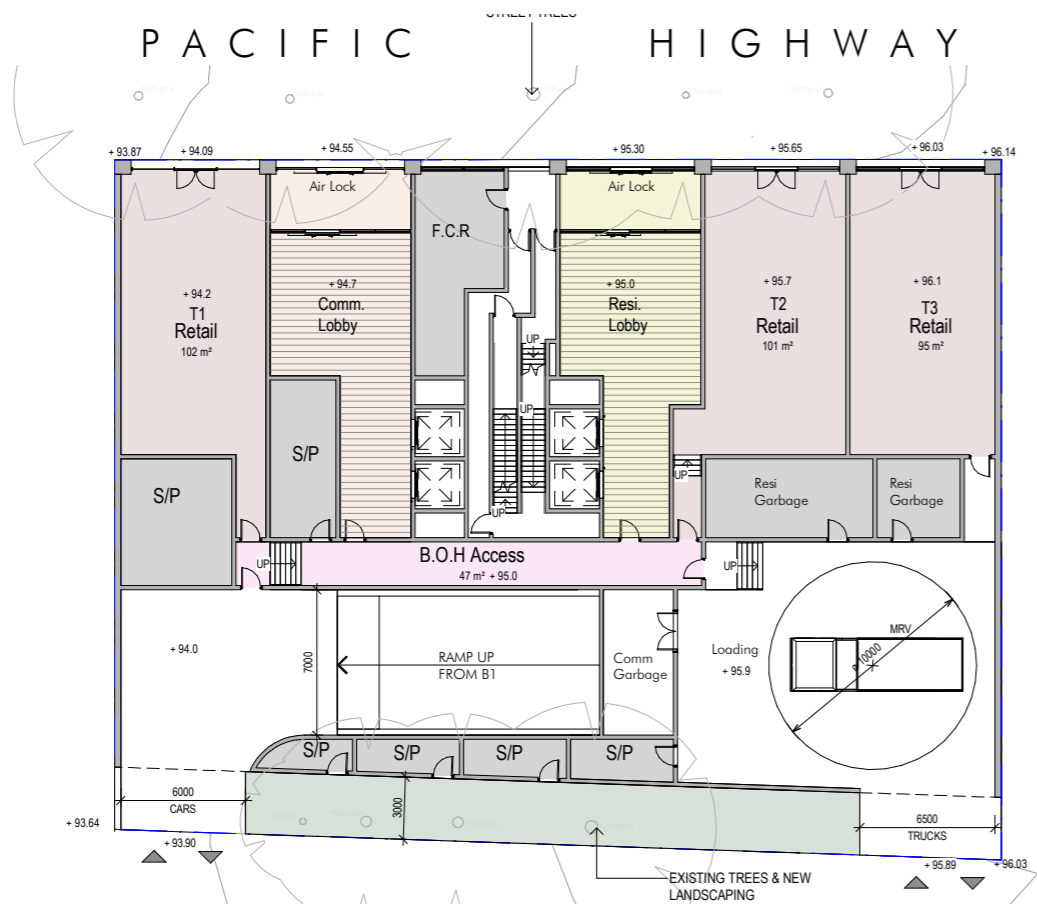 STREET TREES
PACIFIC HIGHWAY
+ 93.87
+ 94.09
+ 94.55
+ 95.30
+ 95.65
+ 96.03
+ 96.14
Air Lock
Air Lock
F.C.R
+ 94.2
T1
Retail
102 m²
+ 94.7
Comm.
Lobby
+ 95.0
Resi.
Lobby
+ 95.7
T2
Retail
101 m²
+ 96.1
T3
Retail
95 m²
UP
UP
S/P
S/P
UP
UP
Resi
Garbage
Resi
Garbage
UP
B.O.H Access
47 m² + 95.0
UP
+ 94.0
7000
RAMP UP
FROM B1
Comm
Garbage
Loading
+ 95.9
MRV
ø 10000
S/P
S/P
S/P
S/P
6000
CARS
3000
6500
TRUCKS
+ 93.64
+ 93.90
+ 95.89
+ 96.03
EXISTING TREES & NEW
LANDSCAPING